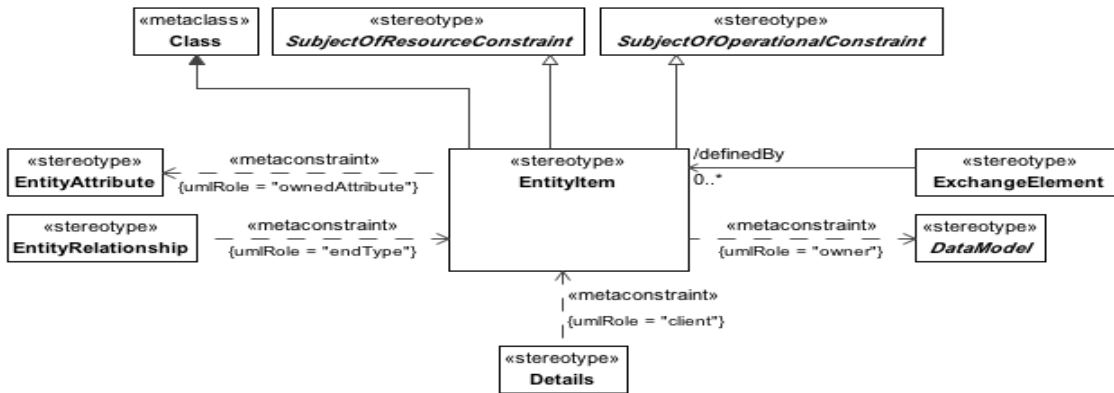 «metaclass»
Class
«stereotype»
SubjectOfResourceConstraint
«stereotype»
SubjectOfOperationalConstraint
«stereotype»
EntityAttribute
«metaconstraint»
{umlRole = "ownedAttribute"}
«stereotype»
EntityItem
/definedBy
0..*
«stereotype»
ExchangeElement
«stereotype»
EntityRelationship
«metaconstraint»
{umlRole = "endType"}
«metaconstraint»
{umlRole = "owner"}
«stereotype»
DataModel
«metaconstraint»
{umlRole = "client"}
«stereotype»
Details